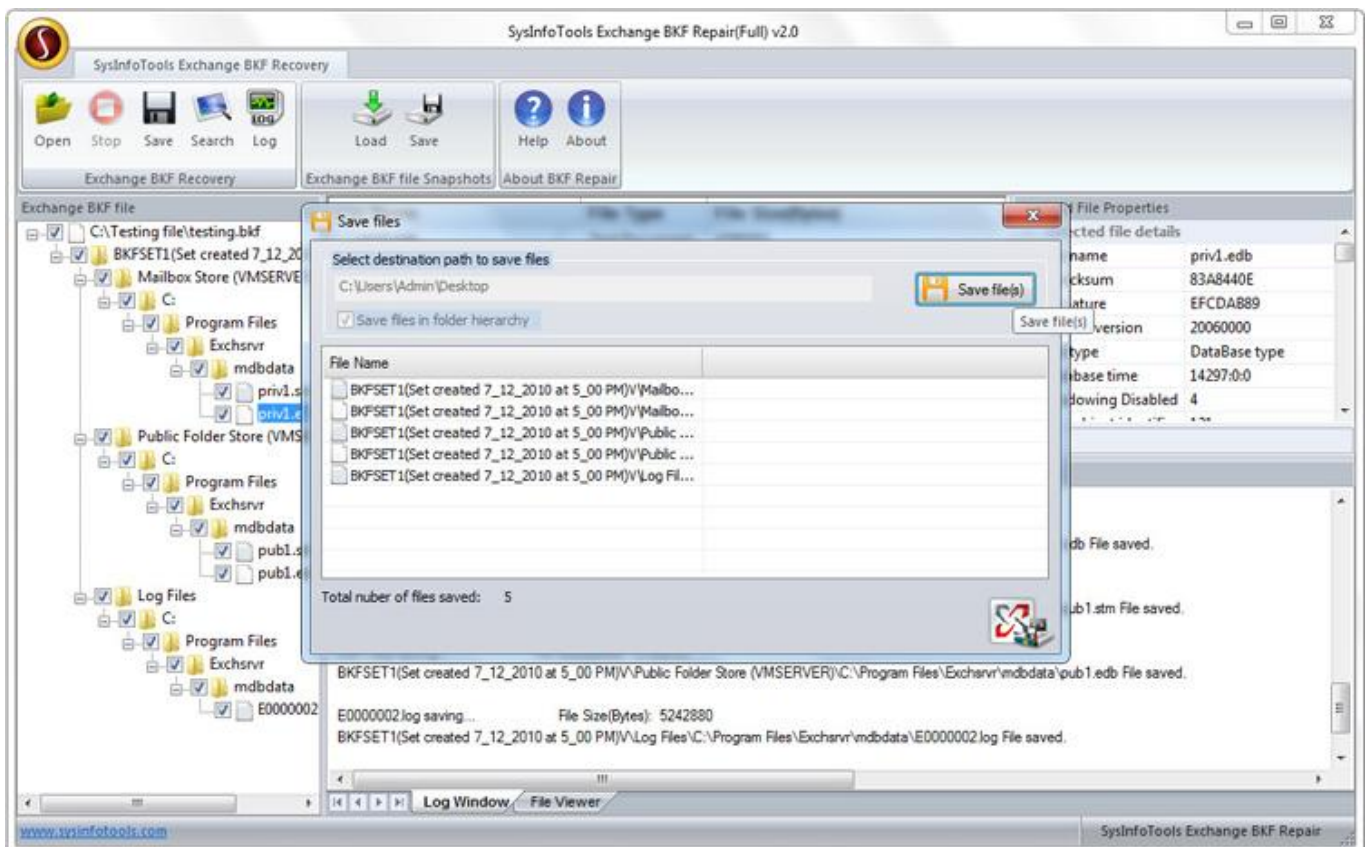 SysInfoTools Exchange BKF Repair(Full) v2.0
SysInfoTools Exchange BKF Recovery
Open Stop Save Search Log
Load Save
Help About
Exchange BKF Recovery
Exchange BKF file Snapshots
About BKF Repair
LOG
Exchange BKF file
C:\Testing file\testing.bkf
BKFSET1(Set created 7_12_20
Mailbox Store (VMSERVE
C:
Program Files
Exchsrvr
mdbdata
priv1.s
priv1.e
Public Folder Store (VMS
C:
Program Files
Exchsrvr
mdbdata
pub1.s
pub1.e
Log Files
C:
Program Files
Exchsrvr
mdbdata
E0000002
Save files
Select destination path to save files
C:\Users\Admin\Desktop
Save file(s)
Save files in folder hierarchy
Save file(s)
File Name
BKFSET1(Set created 7_12_2010 at 5_00 PM)\/\Mailbo...
BKFSET1(Set created 7_12_2010 at 5_00 PM)\/\Mailbo...
BKFSET1(Set created 7_12_2010 at 5_00 PM)\/\Public ...
BKFSET1(Set created 7_12_2010 at 5_00 PM)\/\Public ...
BKFSET1(Set created 7_12_2010 at 5_00 PM)\/\Log Fil...
Total nuber of files saved: 5
File Properties
ected file details
name priv1.edb
cksum 83A8440E
ature EFCDAB89
version 20060000
type DataBase type
abase time 14297:0:0
dowing Disabled 4
db File saved.
ub1.stm File saved.
BKFSET1(Set created 7_12_2010 at 5_00 PM)\/\Public Folder Store (VMSERVER)\C:\Program Files\Exchsrvr\mdbdata\pub1.edb File saved.
E0000002.log saving... File Size(Bytes): 5242880
BKFSET1(Set created 7_12_2010 at 5_00 PM)\/\Log Files\C:\Program Files\Exchsrvr\mdbdata\E0000002.log File saved.
Log Window File Viewer
www.sysinfotools.com
SysInfoTools Exchange BKF Repair